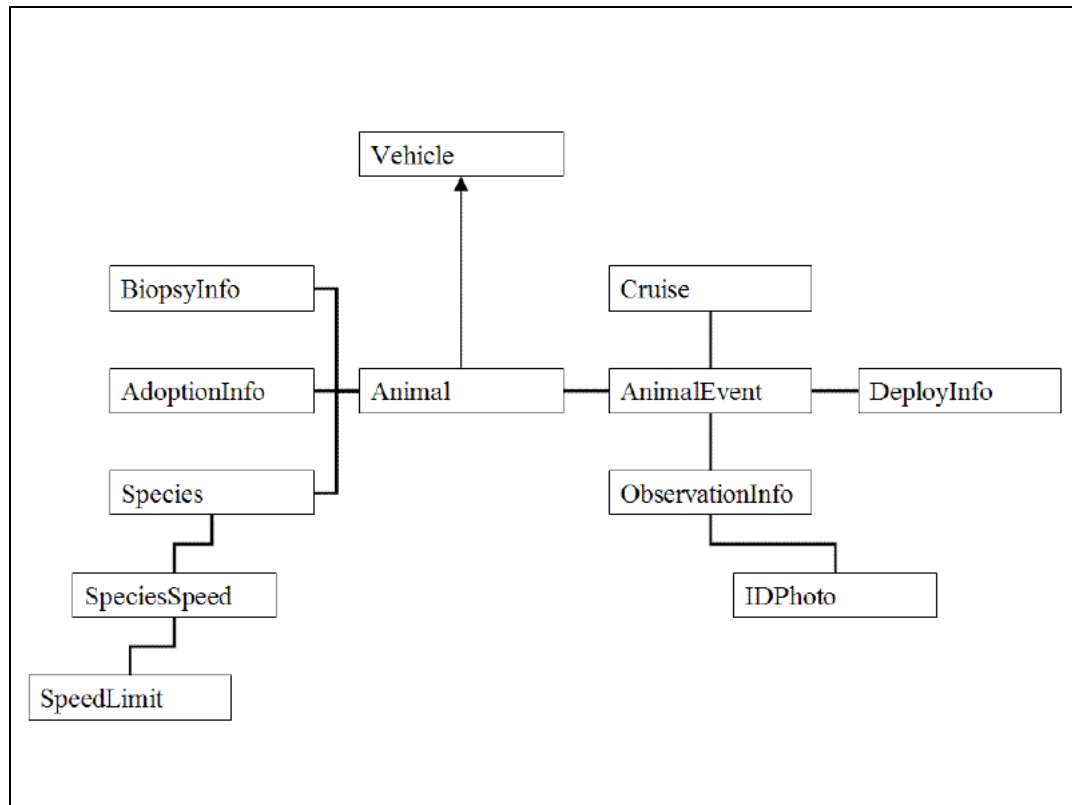 Vehicle
BiopsyInfo
Cruise
AdoptionInfo
Animal
AnimalEvent
DeployInfo
Species
ObservationInfo
SpeciesSpeed
IDPhoto
SpeedLimit